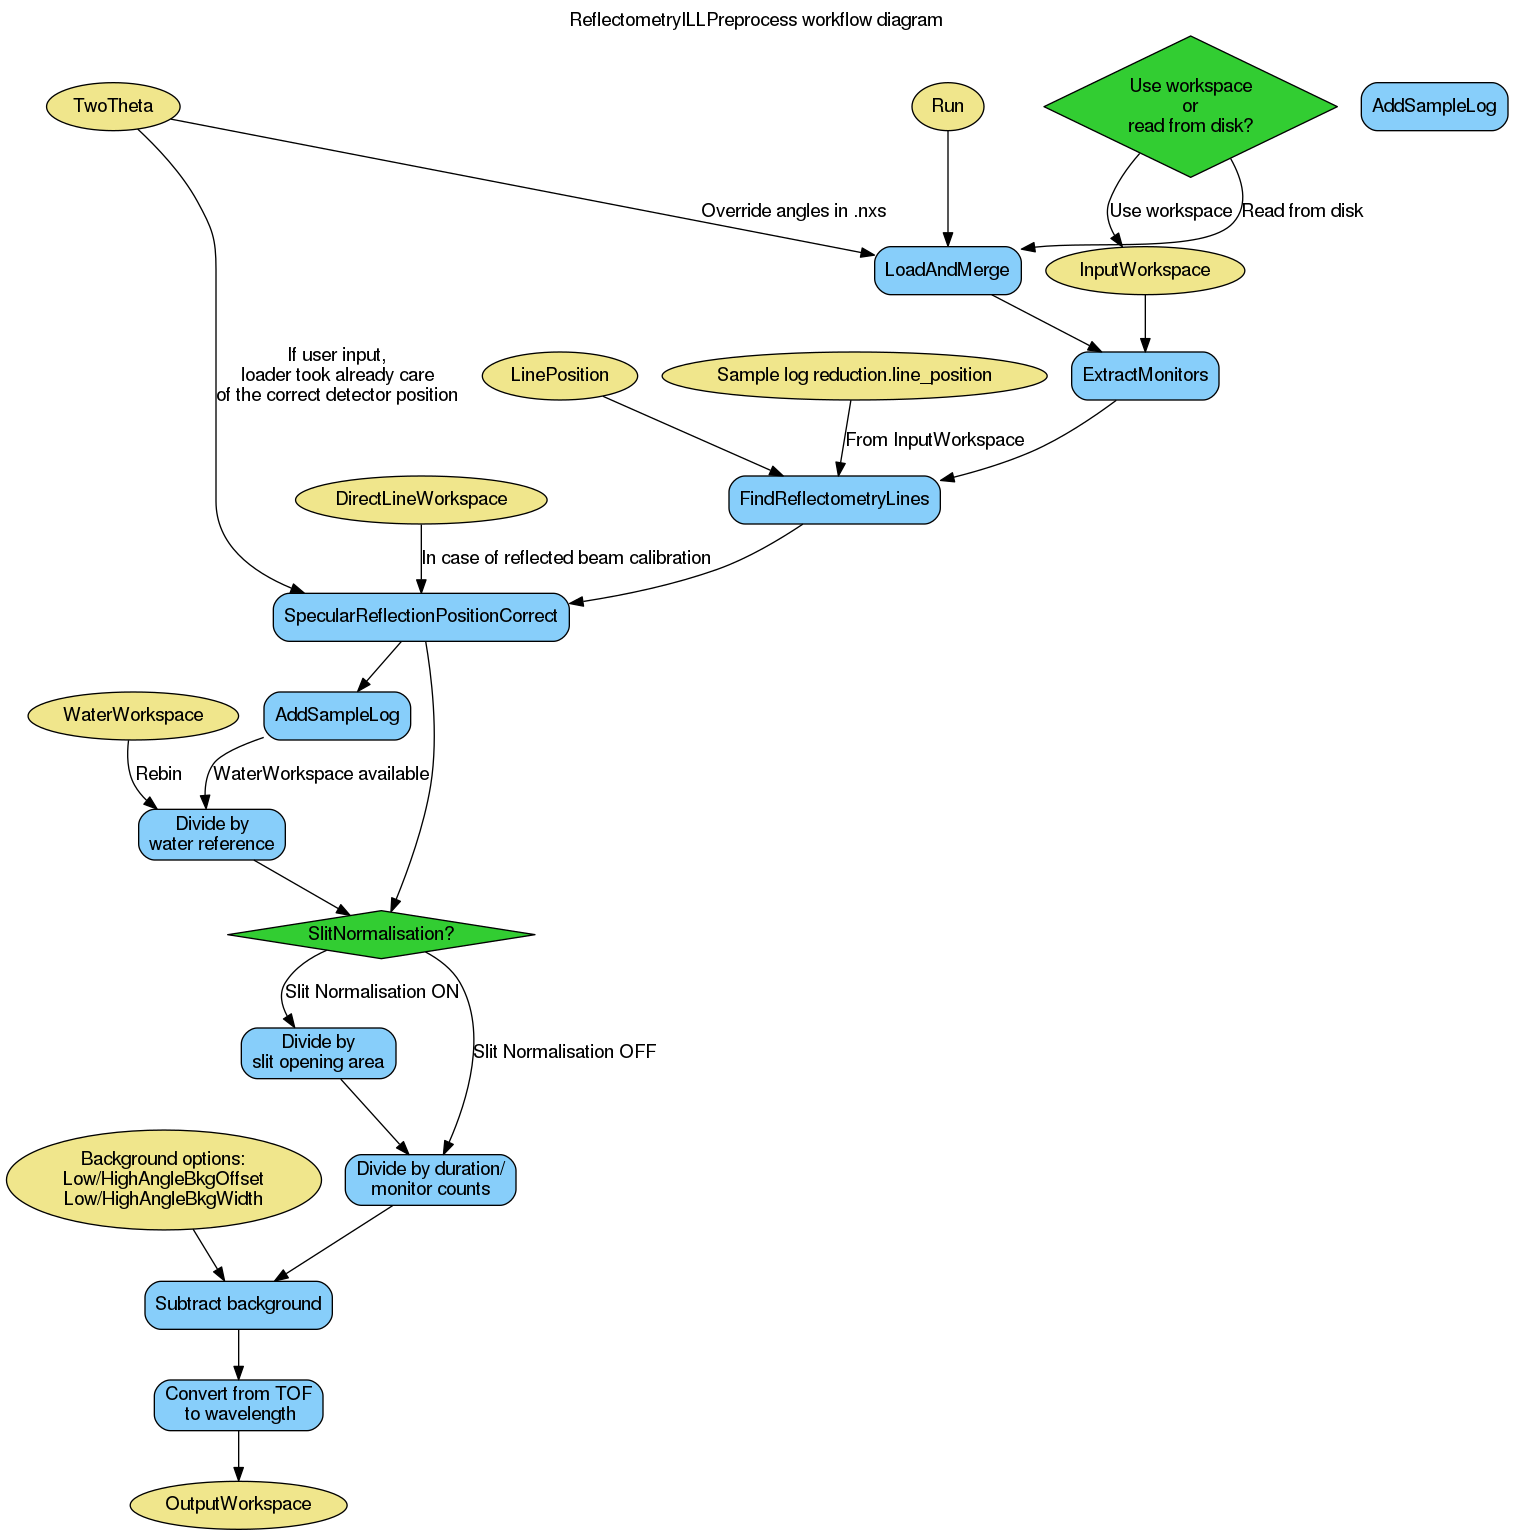 ReflectometryILLPreprocess workflow diagram
TwoTheta
Run
Use workspace
or
read from disk?
AddSampleLog
Override angles in .nxs
Use workspace
Read from disk
LoadAndMerge
InputWorkspace
If user input,
loader took already care
of the correct detector position
LinePosition
Sample log reduction.line_position
ExtractMonitors
From InputWorkspace
DirectLineWorkspace
FindReflectometryLines
In case of reflected beam calibration
SpecularReflectionPositionCorrect
WaterWorkspace
AddSampleLog
Rebin
WaterWorkspace available
Divide by
water reference
SlitNormalisation?
Slit Normalisation ON
Divide by
slit opening area
Slit Normalisation OFF
Background options:
Low/HighAngleBkgOffset
Low/HighAngleBkgWidth
Divide by duration/
monitor counts
Subtract background
Convert from TOF
to wavelength
OutputWorkspace